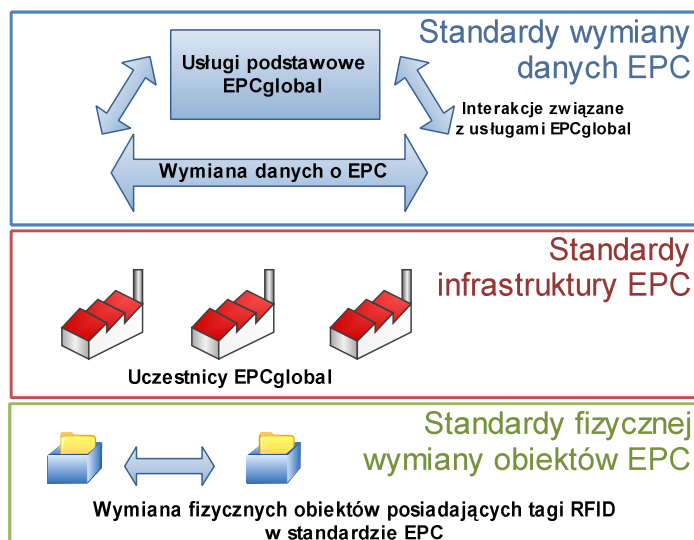 Standardy wymiany
danych EPC
Usługi podstawowe
EPCglobal
Interakcje związane
z usługami EPCglobal
Wymiana danych o EPC
Standardy
infrastruktury EPC
Uczestnicy EPCglobal
Standardy fizycznej
wymiany obiektów EPC
Wymiana fizycznych obiektów posiadających tagi RFID
w standardzie EPC